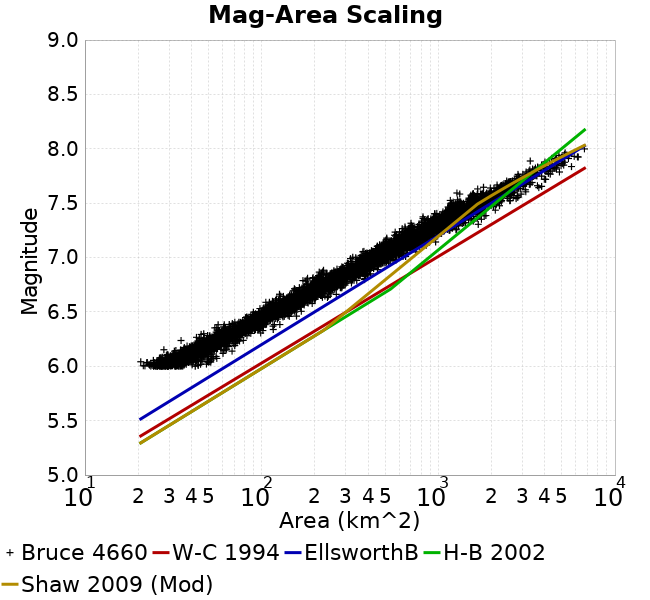 Mag-Area Scaling
9.0
8.5
8.0
7.5
7.0
6.5
6.0
5.5
5.0
Magnitude
10^1 2 3 4 5 10^2 2 3 4 5 10^3 2 3 4 5 10^4
Area (km^2)
+ Bruce 4660 W-C 1994 EllsworthB H-B 2002
Shaw 2009 (Mod)